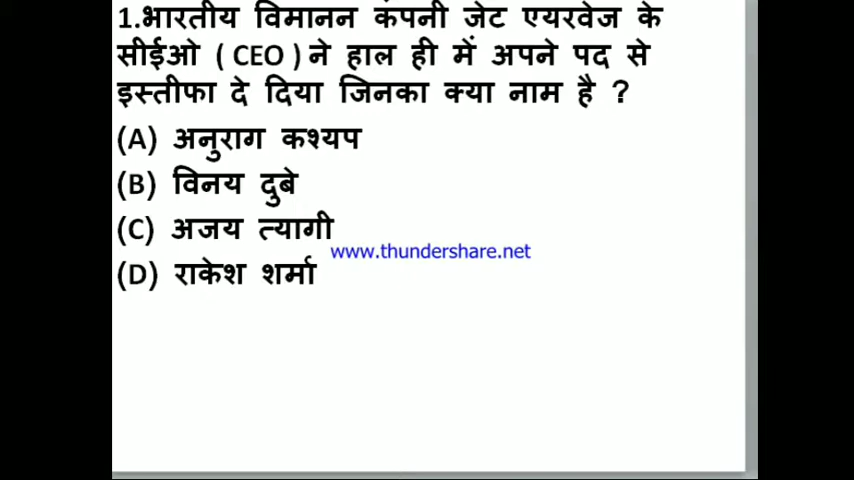 1.भारतीय विमानन कंपनी जेट एयरवेज के
सीईओ ( CEO ) ने हाल ही में अपने पद से
इस्तीफा दे दिया जिनका क्या नाम है ?
(A) अनुराग कश्यप
(B) विनय दुबे
(C) अजय त्यागी
www.thundershare.net
(D) राकेश शर्मा